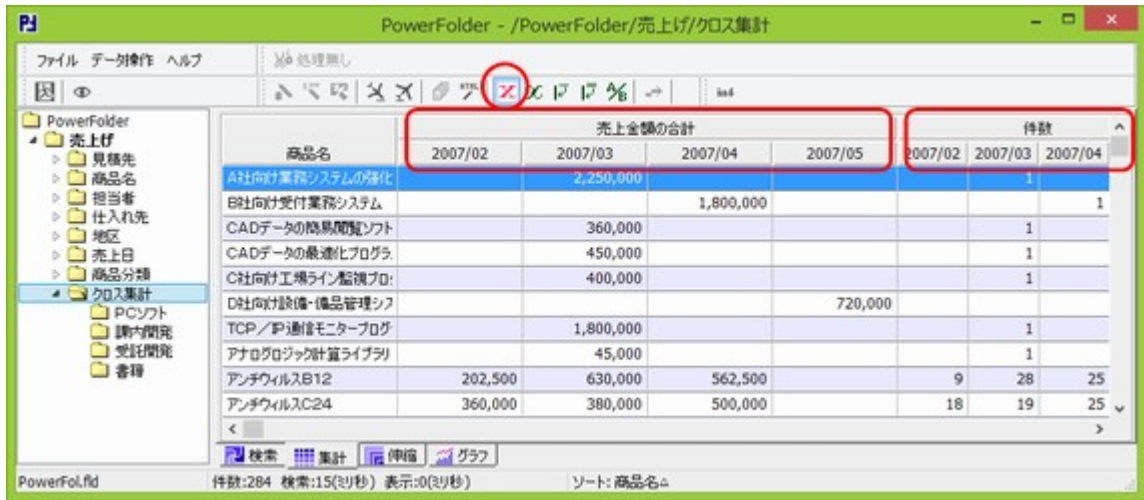 PowerFolder - /PowerFolder/売上げ/クロス集計
ファイル データ操作 ヘルプ
処理無し
PowerFolder
売上げ
見積先
商品名
担当者
仕入れ先
地区
売上日
商品分類
クロス集計
PCソフト
課内開発
受託開発
書籍
売上金額の合計 件数
商品名 2007/02 2007/03 2007/04 2007/05 2007/02 2007/03 2007/04
A社向け業務システムの強化 2,250,000 1
B社向け受付業務システム 1,800,000 1
CADデータの簡易閲覧ソフト 360,000 1
CADデータの最適化プログラ 450,000 1
C社向け工場ライン監視プロ 400,000 1
D社向け設備・備品管理シス 720,000
TCP/IP通信モニタープログ 1,800,000 1
アナログロジック計算ライブラリ 45,000 1
アンチウィルスB12 202,500 630,000 562,500 9 28 25
アンチウィルスC24 360,000 380,000 500,000 18 19 25
検索 集計 伸縮 グラフ
PowerFol.fld 件数:284 検索:15(ミリ秒) 表示:0(ミリ秒) ソート: 商品名△